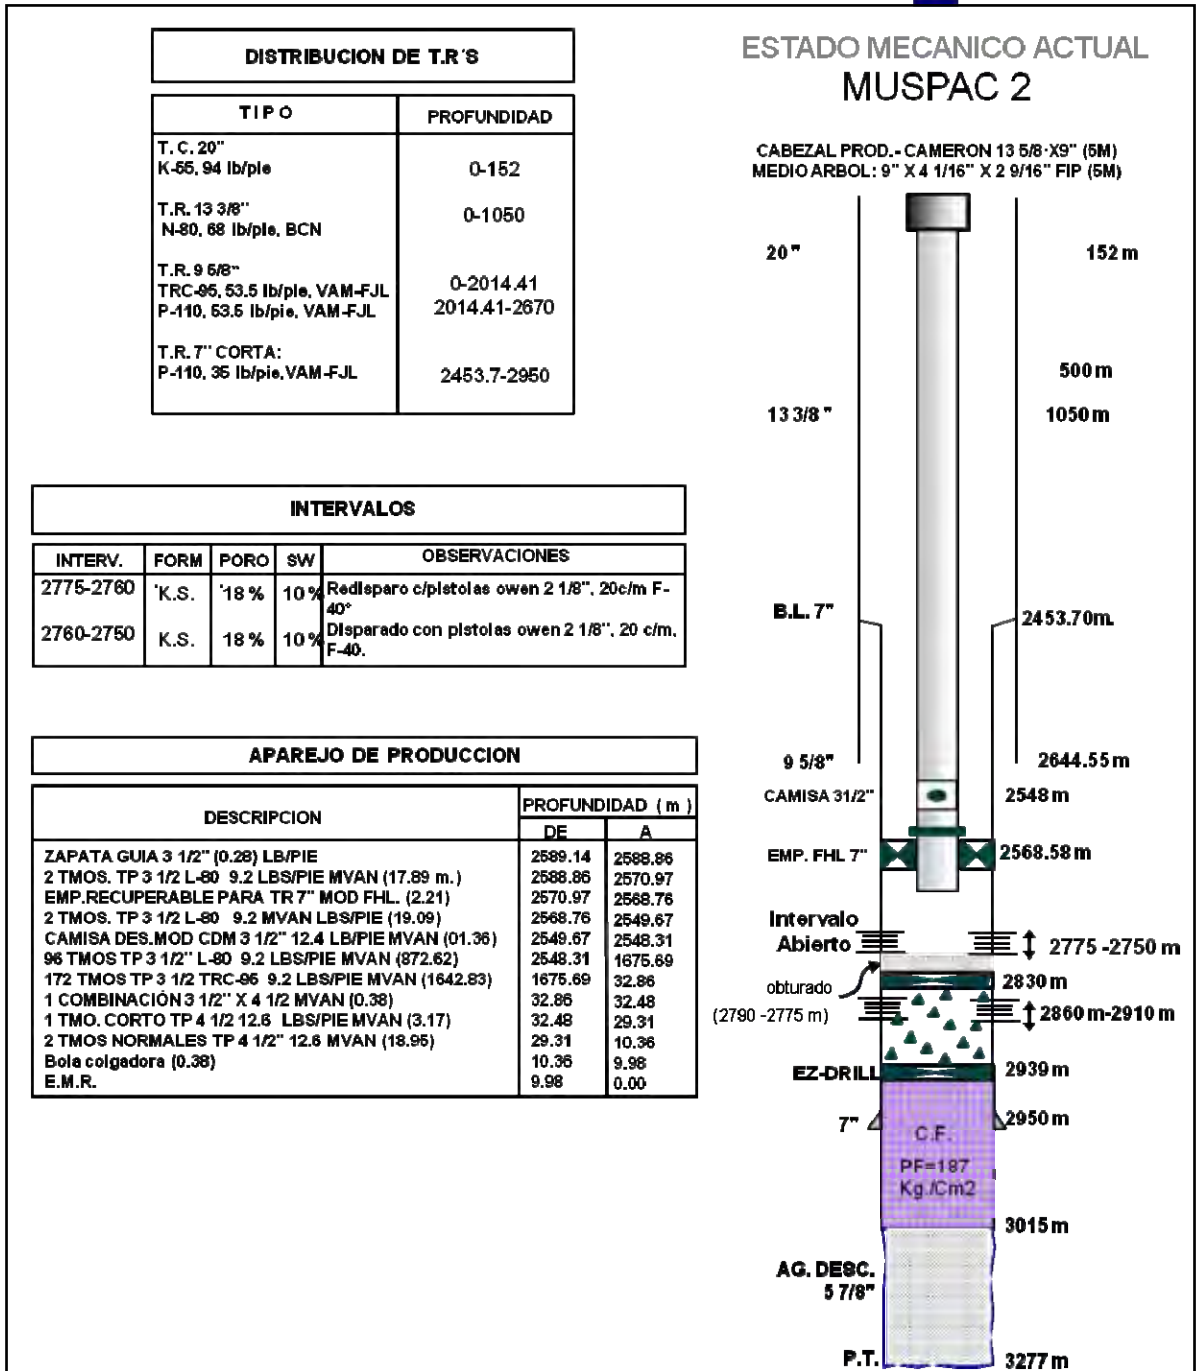 DISTRIBUCION DE T.R´S
TIPO PROFUNDIDAD
T. C. 20"
K-55, 94 lb/pie 0-152
T.R. 13 3/8" 0-1050
N-80, 68 lb/pie, BCN
T.R. 9 5/8"
TRC-95, 53.5 lb/pie, VAM-FJL 0-2014.41
P-110, 53.5 lb/pie, VAM-FJL 2014.41-2670
T.R. 7" CORTA:
P-110, 35 lb/pie, VAM-FJL 2453.7-2950
INTERVALOS
INTERV. FORM PORO SW OBSERVACIONES
2775-2760 K.S. 18 % 10 % Redisparo c/pistolas owen 2 1/8", 20c/m F-
40°
2760-2750 K.S. 18 % 10 % Disparado con pistolas owen 2 1/8", 20 c/m,
F-40.
APAREJO DE PRODUCCION
DESCRIPCION PROFUNDIDAD ( m )
DE A
ZAPATA GUIA 3 1/2" (0.28) LB/PIE 2589.14 2588.86
2 TMOS. TP 3 1/2 L-80 9.2 LBS/PIE MVAN (17.89 m.) 2588.86 2570.97
EMP.RECUPERABLE PARA TR 7" MOD FHL. (2.21) 2570.97 2568.76
2 TMOS. TP 3 1/2 L-80 9.2 MVAN LBS/PIE (19.09) 2568.76 2549.67
CAMISA DES.MOD CDM 3 1/2" 12.4 LB/PIE MVAN (01.36) 2549.67 2548.31
96 TMOS TP 3 1/2" L-80 9.2 LBS/PIE MVAN (872.62) 2548.31 1675.69
172 TMOS TP 3 1/2 TRC-95 9.2 LBS/PIE MVAN (1642.83) 1675.69 32.86
1 COMBINACIÓN 3 1/2" X 4 1/2 MVAN (0.38) 32.86 32.48
1 TMO. CORTO TP 4 1/2 12.6 LBS/PIE MVAN (3.17) 32.48 29.31
2 TMOS NORMALES TP 4 1/2" 12.6 MVAN (18.95) 29.31 10.36
Bola colgadora (0.38) 10.36 9.98
E.M.R. 9.98 0.00
ESTADO MECANICO ACTUAL
MUSPAC 2
CABEZAL PROD.- CAMERON 13 5/8·X9" (5M)
MEDIO ARBOL: 9" X 4 1/16" X 2 9/16" FIP (5M)
20" 152 m
500 m
13 3/8 " 1050 m
B.L. 7" 2453.70m.
9 5/8" 2644.55 m
CAMISA 31/2" 2548 m
EMP. FHL 7" 2568.58 m
Intervalo
Abierto 2775 -2750 m
obturado 2830 m
(2790 -2775 m) 2860 m-2910 m
EZ-DRILL 2939 m
7" 2950 m
C.F.
PF=187
Kg./Cm2
3015 m
AG. DESC.
5 7/8"
P.T. 3277 m